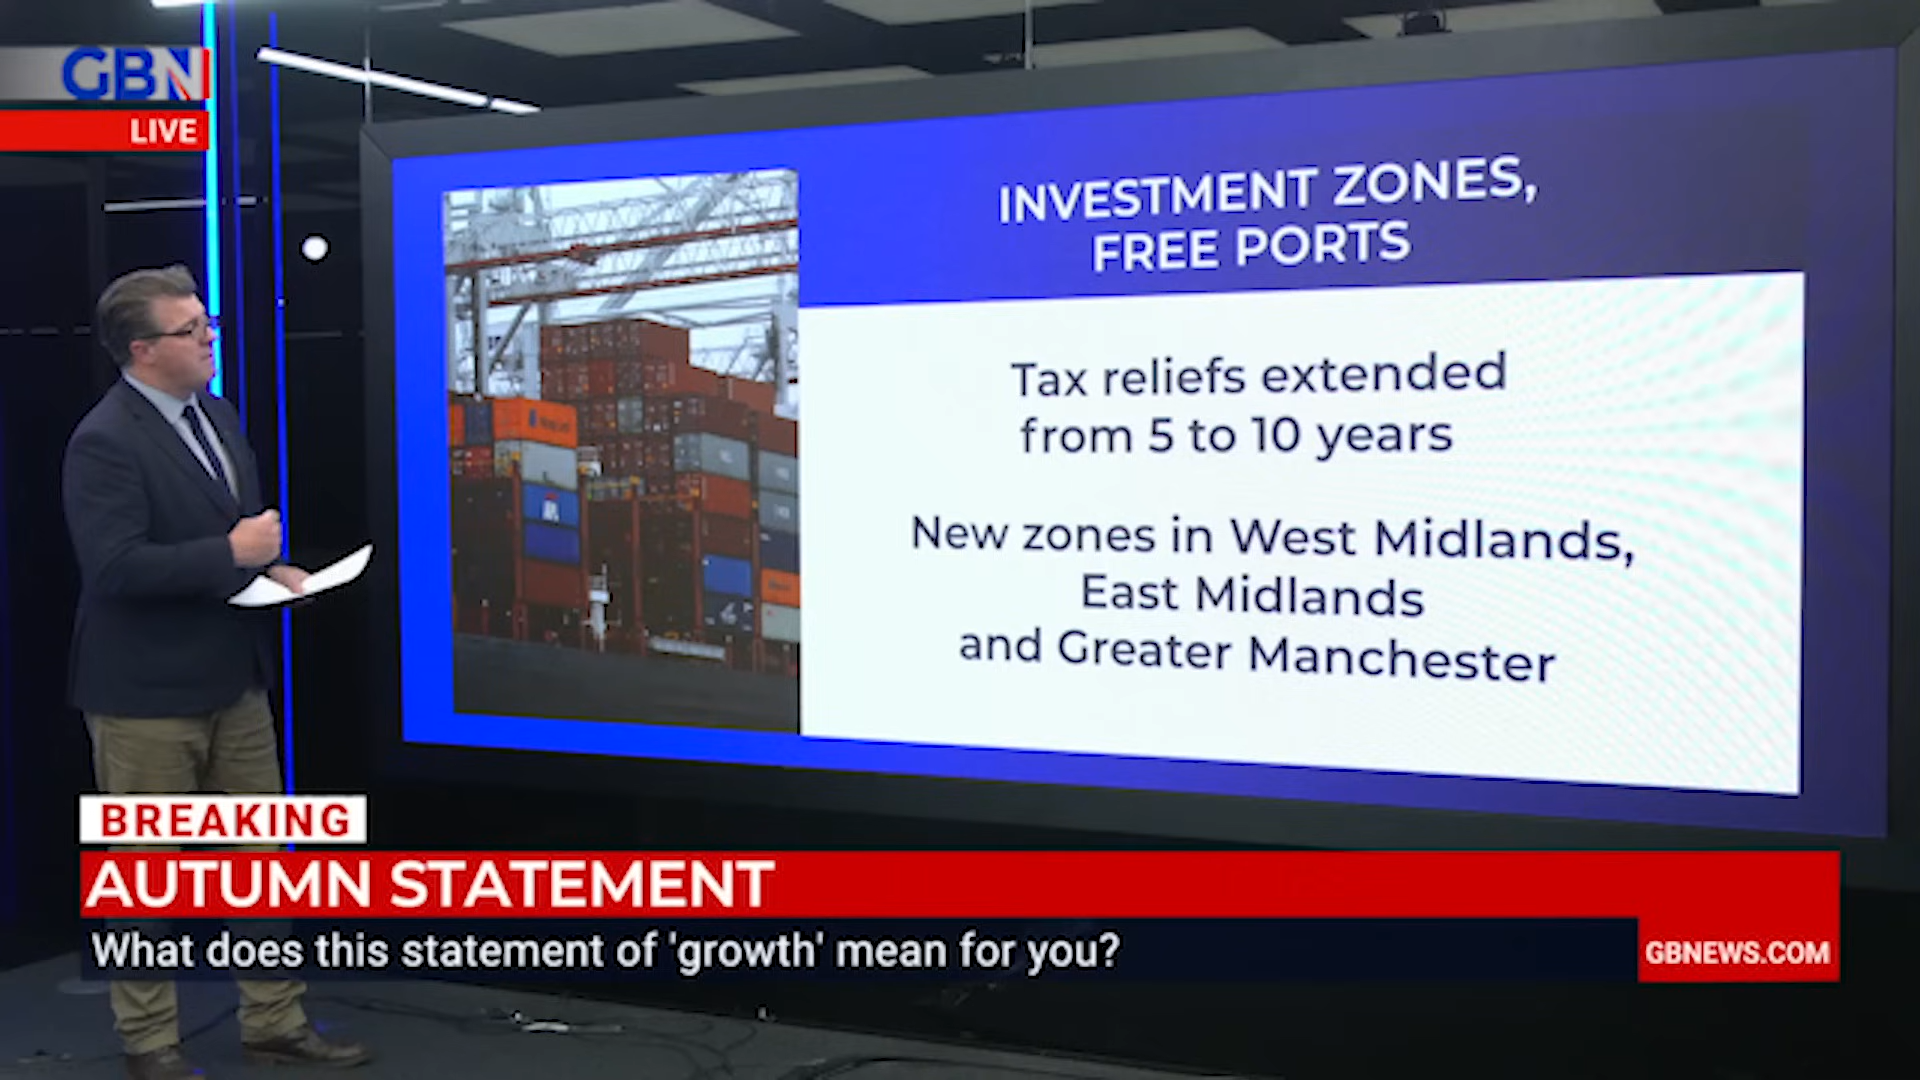 GBN
LIVE
INVESTMENT ZONES,
FREE PORTS
Tax reliefs extended
from 5 to 10 years
New zones in West Midlands,
East Midlands
and Greater Manchester
BREAKING
AUTUMN STATEMENT
What does this statement of 'growth' mean for you?
GBNEWS.COM